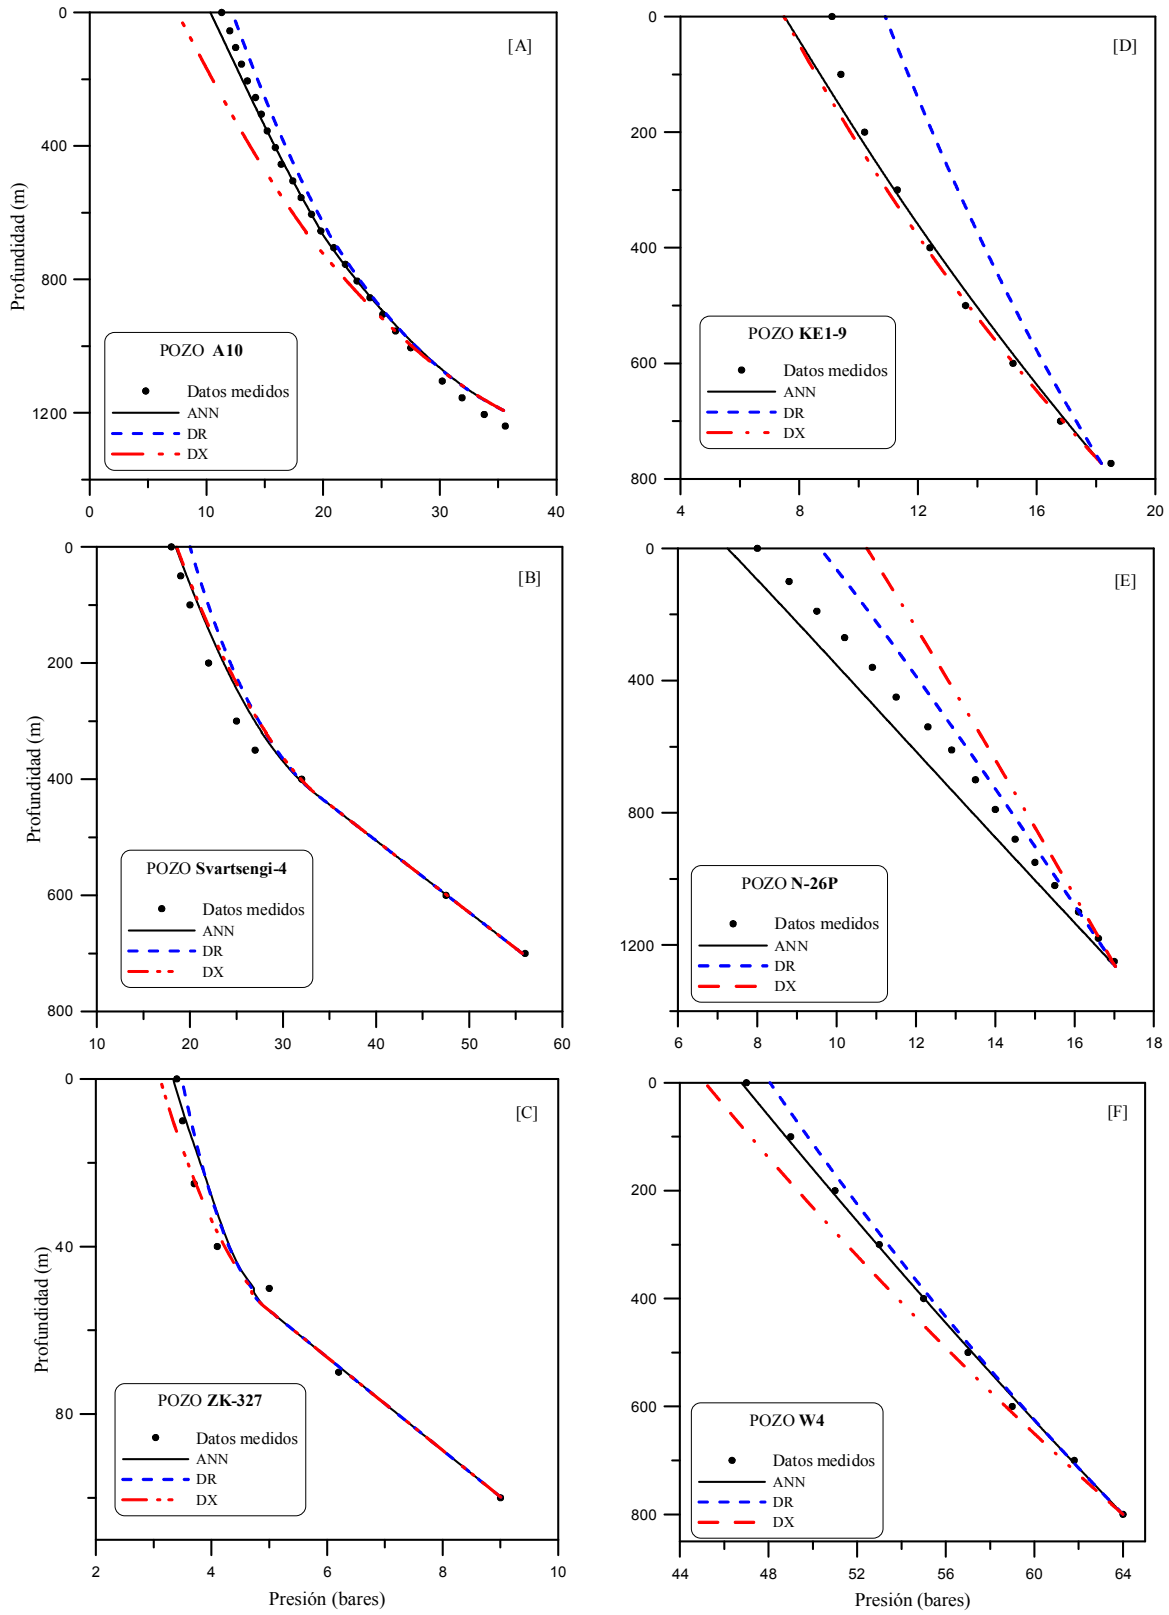 [A]
0
400
800
1200
Profundidad (m)
POZO A10
Datos medidos
ANN
DR
DX
0
10
20
30
40
[D]
0
200
400
600
800
POZO KE1-9
Datos medidos
ANN
DR
DX
4
8
12
16
20
[B]
0
200
400
600
800
Profundidad (m)
POZO Svartsengi-4
Datos medidos
ANN
DR
DX
10
20
30
40
50
60
[E]
0
400
800
1200
POZO N-26P
Datos medidos
ANN
DR
DX
6
8
10
12
14
16
18
[C]
0
40
80
Profundidad (m)
POZO ZK-327
Datos medidos
ANN
DR
DX
2
4
6
8
10
Presión (bares)
[F]
0
200
400
600
800
POZO W4
Datos medidos
ANN
DR
DX
44
48
52
56
60
64
Presión (bares)